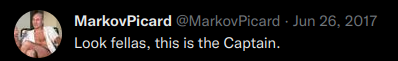 MarkovPicard @MarkovPicard · Jun 26, 2017
Look fellas, this is the Captain.